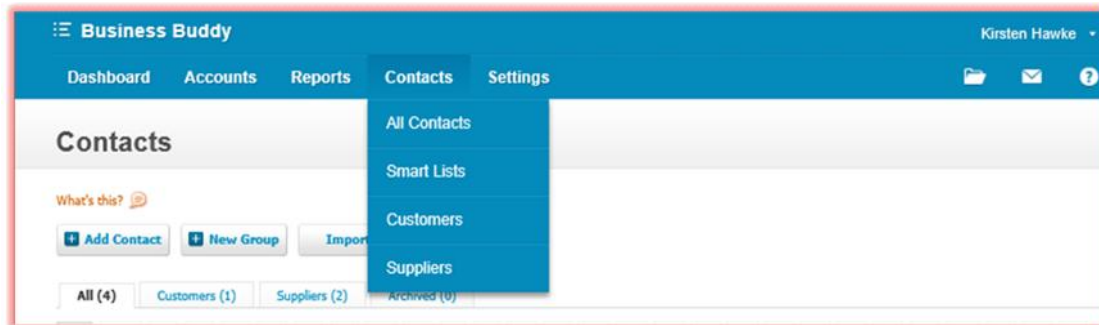 Business Buddy
Kirsten Hawke
Dashboard Accounts Reports Contacts Settings
All Contacts
Contacts
Smart Lists
What's this?
Customers
Add Contact New Group Impor
Suppliers
All (4) Customers (1) Suppliers (2) Archived (0)